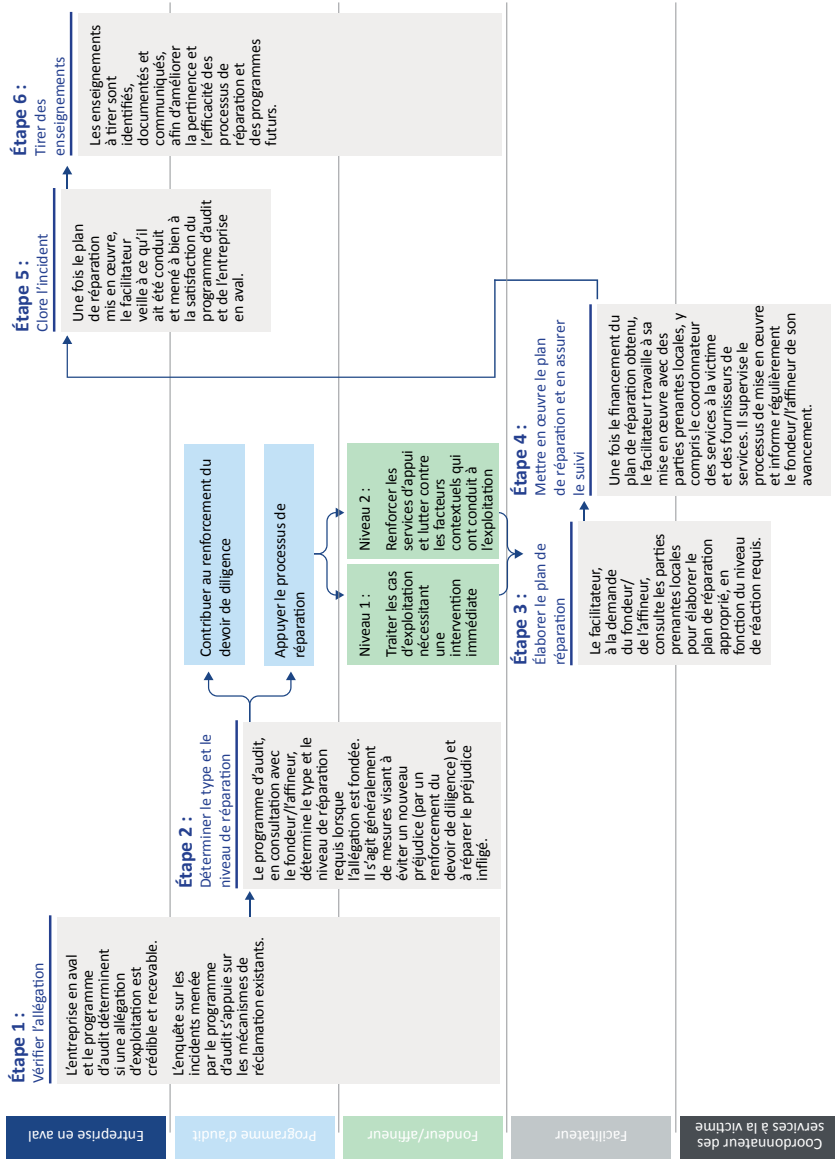 Étape 1 :
Vérifier l'allégation
L'entreprise en aval
et le programme
d'audit déterminent
si une allégation
d'exploitation est
crédible et recevable.
L'enquête sur les
incidents menée
par le programme
d'audit s'appuie sur
les mécanismes de
réclamation existants.
Étape 2 :
Déterminer le type et le
niveau de réparation
Le programme d'audit,
en consultation avec
le fondeur/l'affineur,
détermine le type et le
niveau de réparation
requis lorsque
l'allégation est fondée.
Il s'agit généralement
de mesures visant à
éviter un nouveau
préjudice (par un
renforcement du
devoir de diligence) et
à réparer le préjudice
infligé.
Contribuer au renforcement du
devoir de diligence
Appuyer le processus de
réparation
Niveau 1 :
Traiter les cas
d'exploitation
nécessitant
une
intervention
immédiate
Niveau 2 :
Renforcer les
services d'appui
et lutter contre
les facteurs
contextuels qui
ont conduit à
l'exploitation
Étape 3 :
Élaborer le plan de
réparation
Le facilitateur,
à la demande
du fondeur/
de l'affineur,
consulte les parties
prenantes locales
pour élaborer le
plan de réparation
approprié, en
fonction du niveau
de réaction requis.
Étape 4 :
Mettre en œuvre le plan
de réparation et en assurer
le suivi
Une fois le financement du
plan de réparation obtenu,
le facilitateur travaille à sa
mise en œuvre avec des
parties prenantes locales, y
compris le coordonnateur
des services à la victime
et des fournisseurs de
services. Il supervise le
processus de mise en œuvre
et informe régulièrement
le fondeur/l'affineur de son
avancement.
Étape 5 :
Clore l'incident
Une fois le plan
de réparation
mis en œuvre,
le facilitateur
veille à ce qu'il
ait été conduit
et mené à bien à
la satisfaction du
programme d'audit
et de l'entreprise
en aval.
Étape 6 :
Tirer des
enseignements
Les enseignements
à tirer sont
identifiés,
documentés et
communiqués,
afin d'améliorer
la pertinence et
l'efficacité des
processus de
réparation et
des programmes
futurs.
Entreprise en aval
Programme d'audit
Fondeur/affineur
Facilitateur
Coordonnateur des
services à la victime